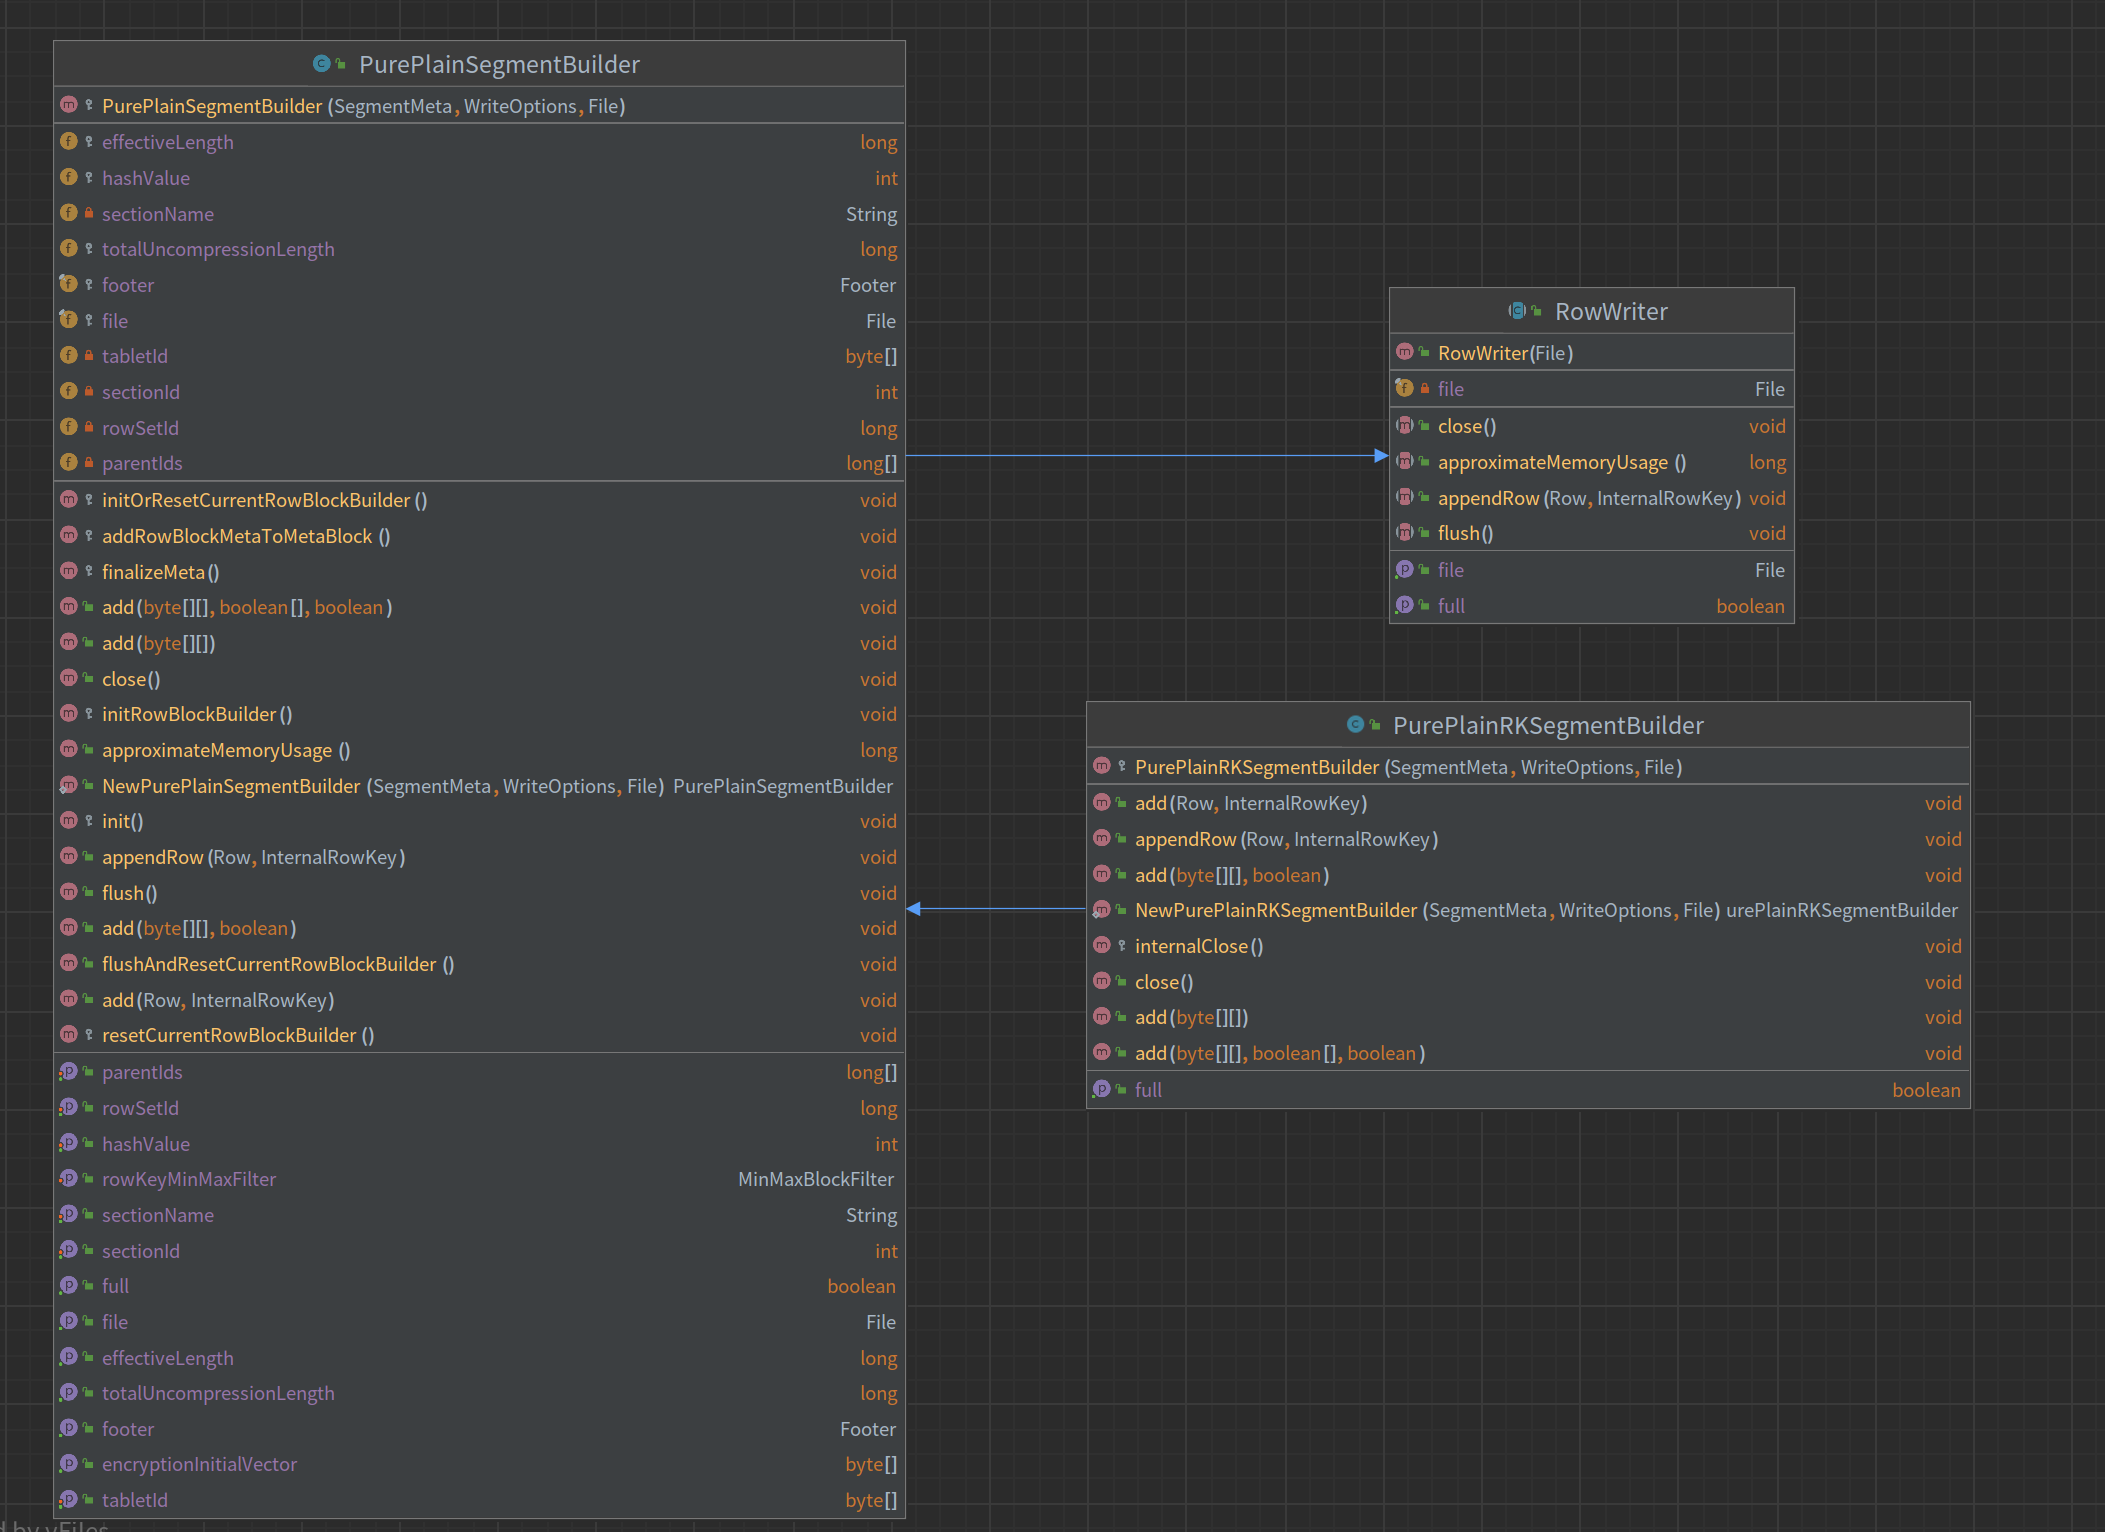 PurePlainSegmentBuilder
PurePlainSegmentBuilder (SegmentMeta, WriteOptions, File)
effectiveLength long
hashValue int
sectionName String
totalUncompressionLength long
footer Footer
file File
tabletId byte[]
sectionId int
rowSetId long
parentIds long[]
initOrResetCurrentRowBlockBuilder () void
addRowBlockMetaToMetaBlock () void
finalizeMeta() void
add(byte[][], boolean[], boolean) void
add(byte[][]) void
close() void
initRowBlockBuilder() void
approximateMemoryUsage () long
NewPurePlainSegmentBuilder (SegmentMeta, WriteOptions, File) PurePlainSegmentBuilder
init() void
appendRow(Row, InternalRowKey) void
flush() void
add(byte[][], boolean) void
flushAndResetCurrentRowBlockBuilder () void
add(Row, InternalRowKey) void
resetCurrentRowBlockBuilder () void
parentIds long[]
rowSetId long
hashValue int
rowKeyMinMaxFilter MinMaxBlockFilter
sectionName String
sectionId int
full boolean
file File
effectiveLength long
totalUncompressionLength long
footer Footer
encryptionInitialVector byte[]
tabletId byte[]
RowWriter
RowWriter(File)
file File
close() void
approximateMemoryUsage () long
appendRow (Row, InternalRowKey) void
flush() void
file File
full boolean
PurePlainRKSegmentBuilder
PurePlainRKSegmentBuilder (SegmentMeta, WriteOptions, File)
add(Row, InternalRowKey) void
appendRow (Row, InternalRowKey) void
add(byte[][], boolean) void
NewPurePlainRKSegmentBuilder (SegmentMeta, WriteOptions, File) urePlainRKSegmentBuilder
internalClose() void
close() void
add(byte[][]) void
add(byte[][], boolean[], boolean) void
full boolean
by yFiles